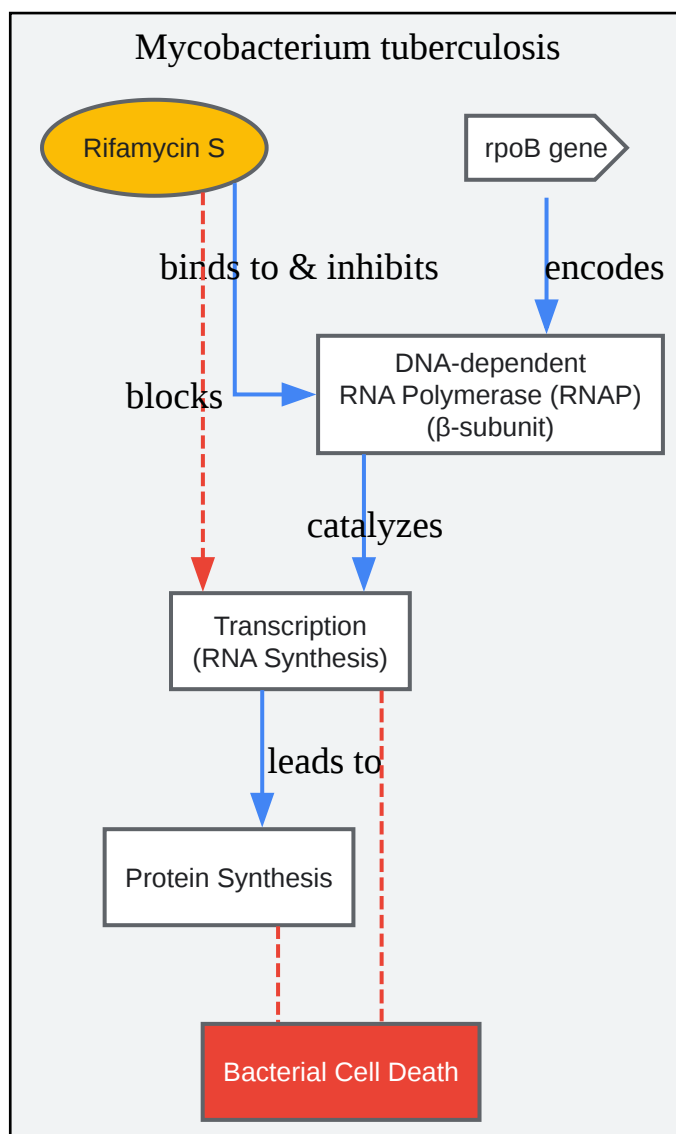 Mycobacterium tuberculosis
Rifamycin S
rpoB gene
binds to & inhibits
encodes
DNA-dependent
RNA Polymerase (RNAP)
(β-subunit)
blocks
catalyzes
Transcription
(RNA Synthesis)
leads to
Protein Synthesis
Bacterial Cell Death